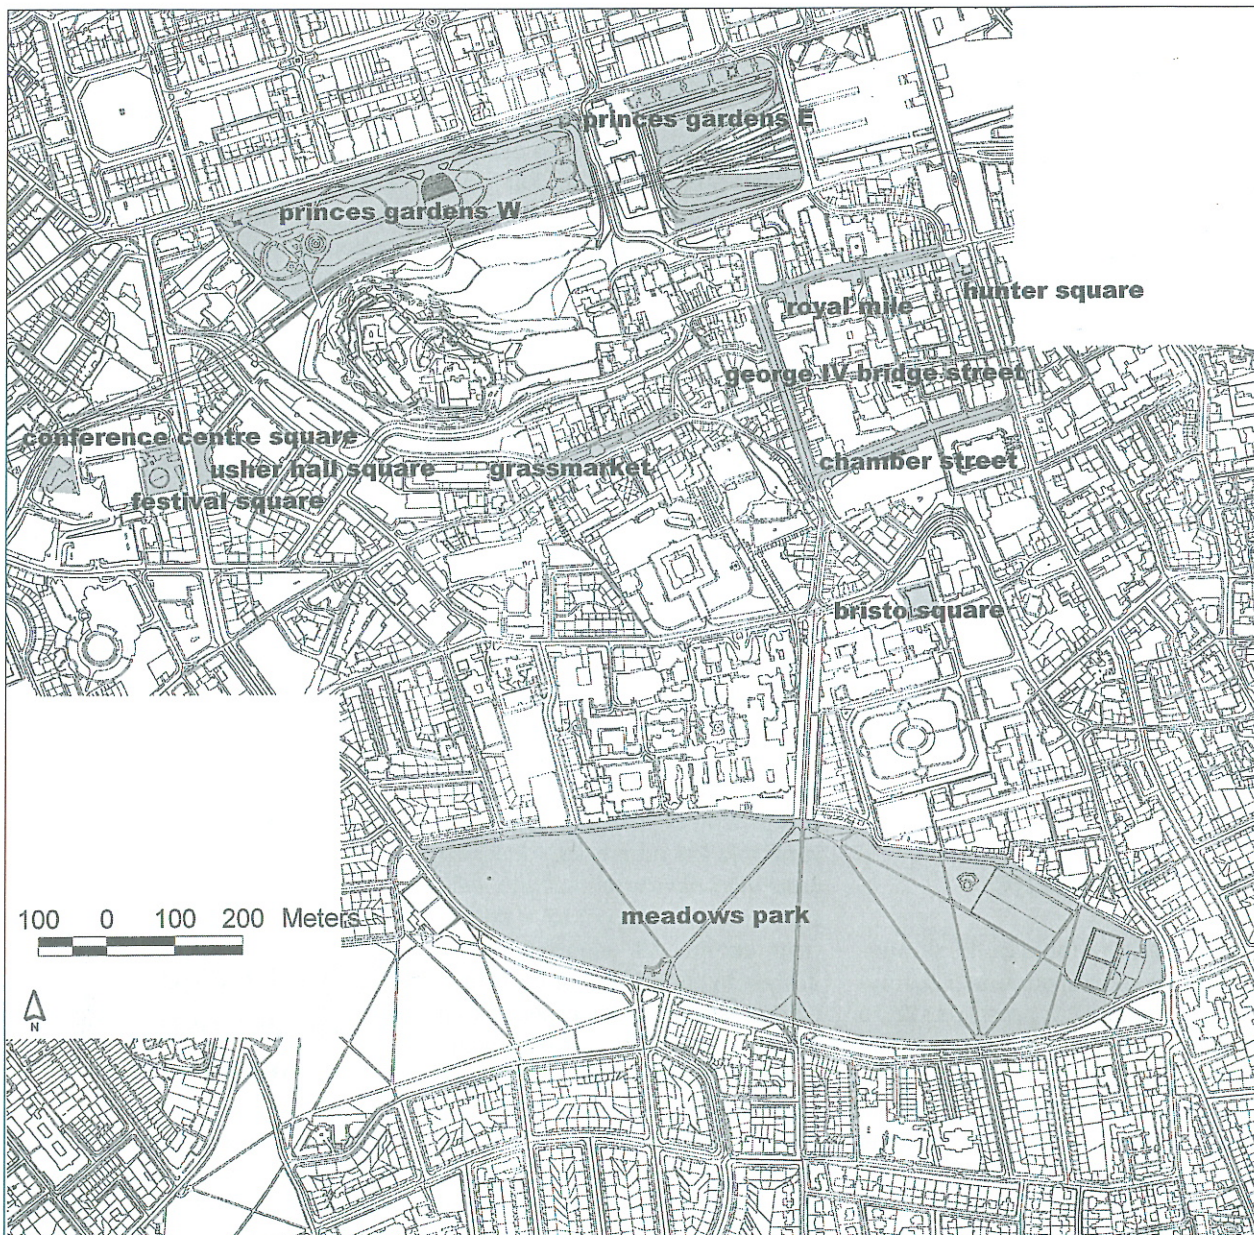 princes gardens E
princes gardens W
hunter square
royal mile
george IV bridge street
conference centre square
usher hall square
grassmarket
chamber street
festival square
bristo square
meadows park
100 0 100 200 Meters
N